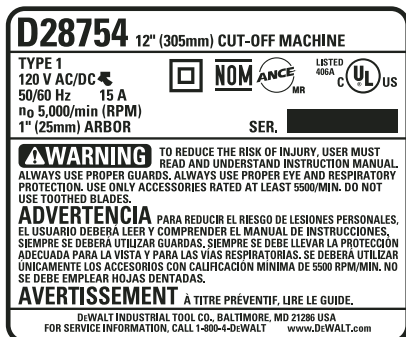 D28754 12" (305mm) CUT-OFF MACHINE
TYPE 1
120 V AC/DC
50/60 Hz 15 A
n₀ 5,000/min (RPM)
1" (25mm) ARBOR
NOM ANCE MR
LISTED
406A
C UL US
SER.
WARNING TO REDUCE THE RISK OF INJURY, USER MUST
READ AND UNDERSTAND INSTRUCTION MANUAL.
ALWAYS USE PROPER GUARDS. ALWAYS USE PROPER EYE AND RESPIRATORY
PROTECTION. USE ONLY ACCESSORIES RATED AT LEAST 5500/MIN. DO NOT
USE TOOTHED BLADES.
ADVERTENCIA PARA REDUCIR EL RIESGO DE LESIONES PERSONALES,
EL USUARIO DEBERÁ LEER Y COMPRENDER EL MANUAL DE INSTRUCCIONES.
SIEMPRE SE DEBERÁ UTILIZAR GUARDAS. SIEMPRE SE DEBE LLEVAR LA PROTECCIÓN
ADECUADA PARA LA VISTA Y PARA LAS VÍAS RESPIRATORIAS. SE DEBERÁ UTILIZAR
ÚNICAMENTE LOS ACCESORIOS CON CALIFICACIÓN MÍNIMA DE 5500 RPM/MIN. NO
SE DEBE EMPLEAR HOJAS DENTADAS.
AVERTISSEMENT À TITRE PRÉVENTIF, LIRE LE GUIDE.
DEWALT INDUSTRIAL TOOL CO., BALTIMORE, MD 21286 USA
FOR SERVICE INFORMATION, CALL 1-800-4-DEWALT www.DEWALT.com